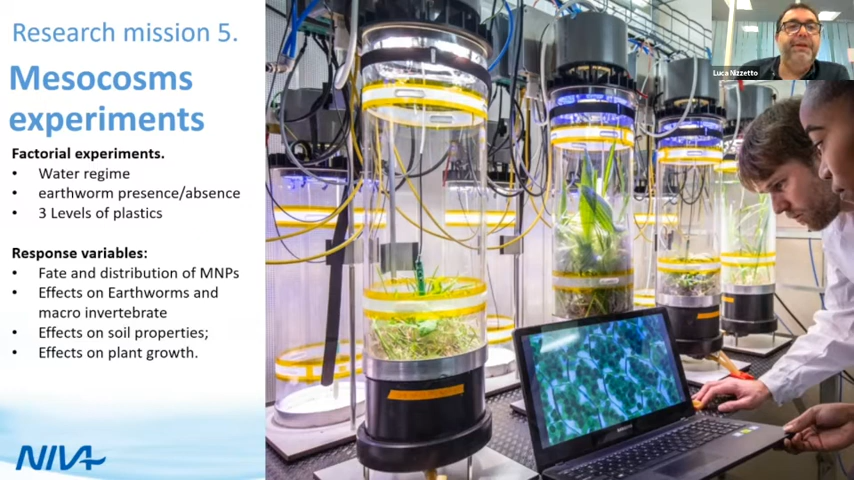 Research mission 5.
Mesocosms
experiments
Factorial experiments.
• Water regime
• earthworm presence/absence
• 3 Levels of plastics
Response variables:
• Fate and distribution of MNPs
• Effects on Earthworms and
macro invertebrate
• Effects on soil properties;
• Effects on plant growth.
NIVA
Luca Nizzetto